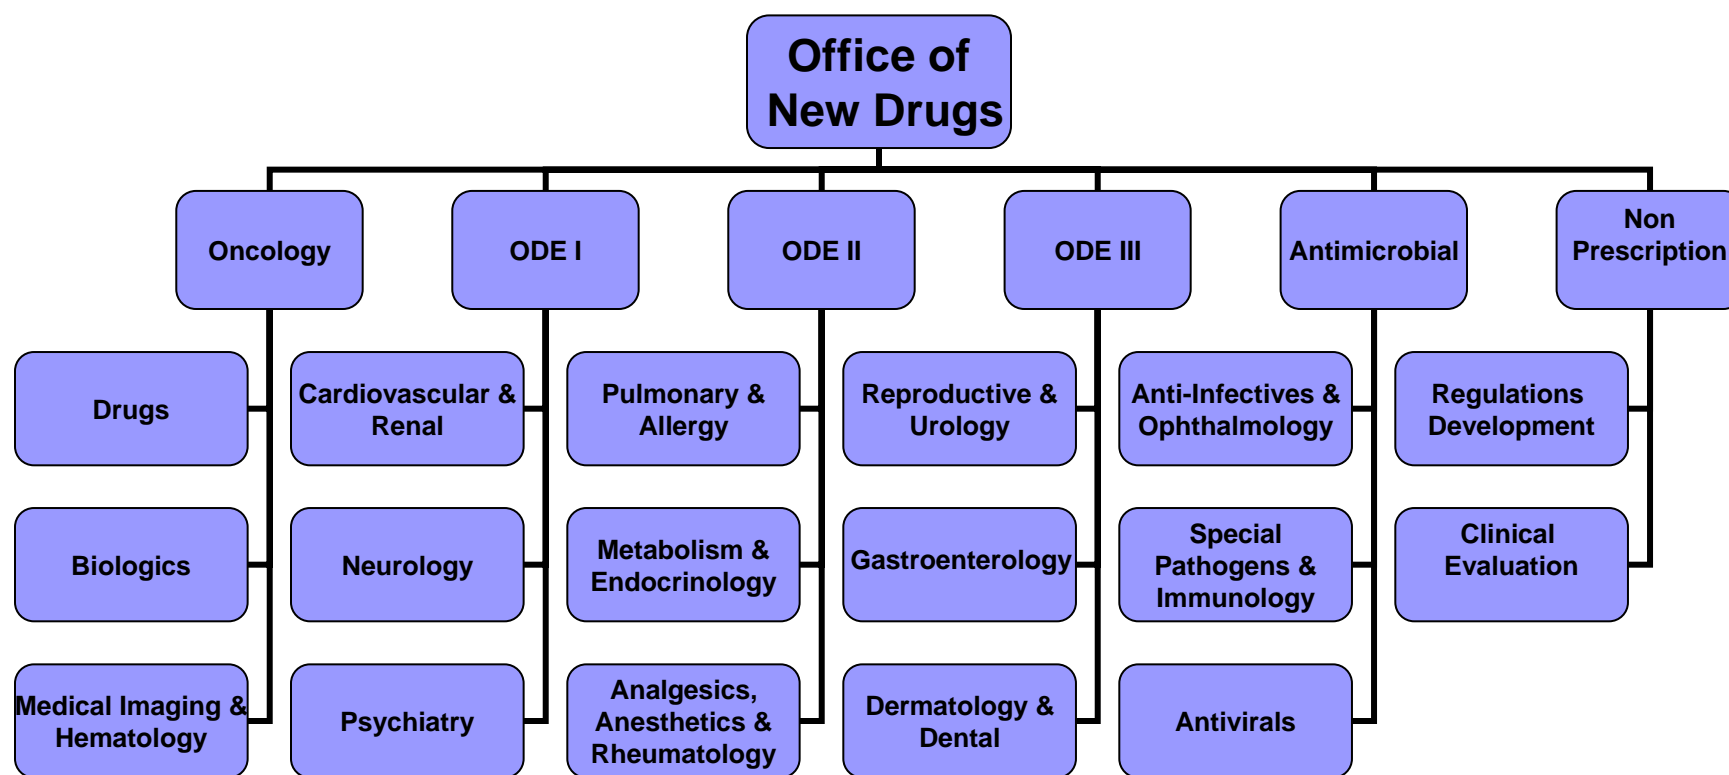 Office of
New Drugs
Oncology
ODE I
ODE II
ODE III
Antimicrobial
Non
Prescription
Drugs
Cardiovascular &
Renal
Pulmonary &
Allergy
Reproductive &
Urology
Anti-Infectives &
Ophthalmology
Regulations
Development
Biologics
Neurology
Metabolism &
Endocrinology
Gastroenterology
Special
Pathogens &
Immunology
Clinical
Evaluation
Medical Imaging &
Hematology
Psychiatry
Analgesics,
Anesthetics &
Rheumatology
Dermatology &
Dental
Antivirals